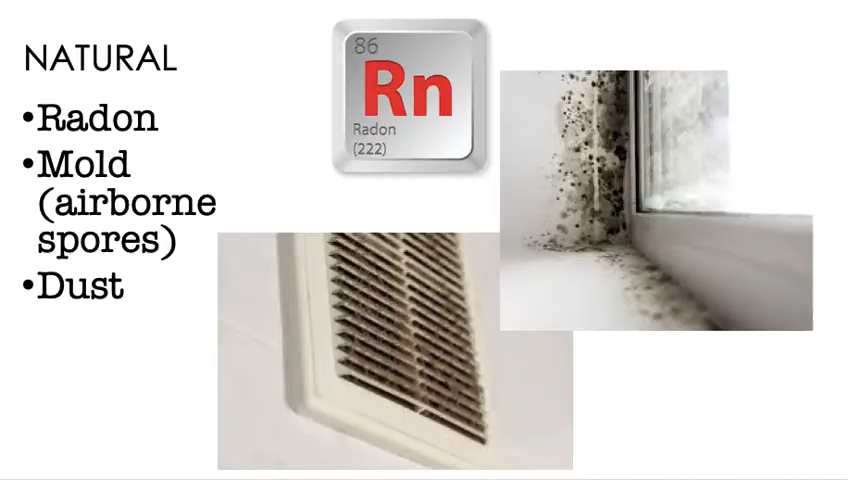 NATURAL
•Radon
•Mold
(airborne
spores)
•Dust
86
Rn
Radon
(222)